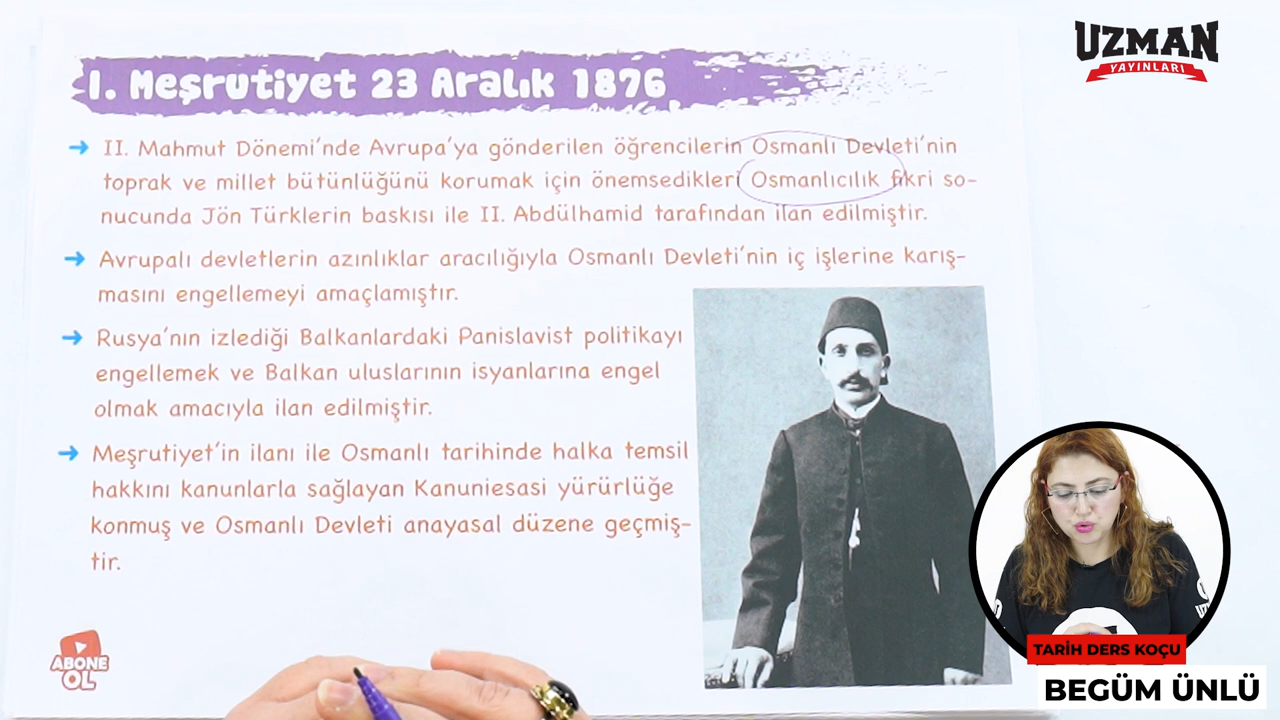 UZMAN
YAYINLARI
I. Meşrutiyet 23 Aralık 1876
II. Mahmut Dönemi'nde Avrupa'ya gönderilen öğrencilerin Osmanlı Devleti'nin
toprak ve millet bütünlüğünü korumak için önemsedikleri Osmanlıcılık fikri so-
nucunda Jön Türklerin baskısı ile II. Abdülhamid tarafından ilan edilmiştir.
Avrupalı devletlerin azınlıklar aracılığıyla Osmanlı Devleti'nin iç işlerine karış-
masını engellemeyi amaçlamıştır.
Rusya'nın izlediği Balkanlardaki Panislavist politikayı
engellemek ve Balkan uluslarının isyanlarına engel
olmak amacıyla ilan edilmiştir.
Meşrutiyet'in ilanı ile Osmanlı tarihinde halka temsil
hakkını kanunlarla sağlayan Kanuniesasi yürürlüğe
konmuş ve Osmanlı Devleti anayasal düzene geçmiş-
tir.
ABONE
OL
TARİH DERS KOÇU
BEGÜM ÜNLÜ